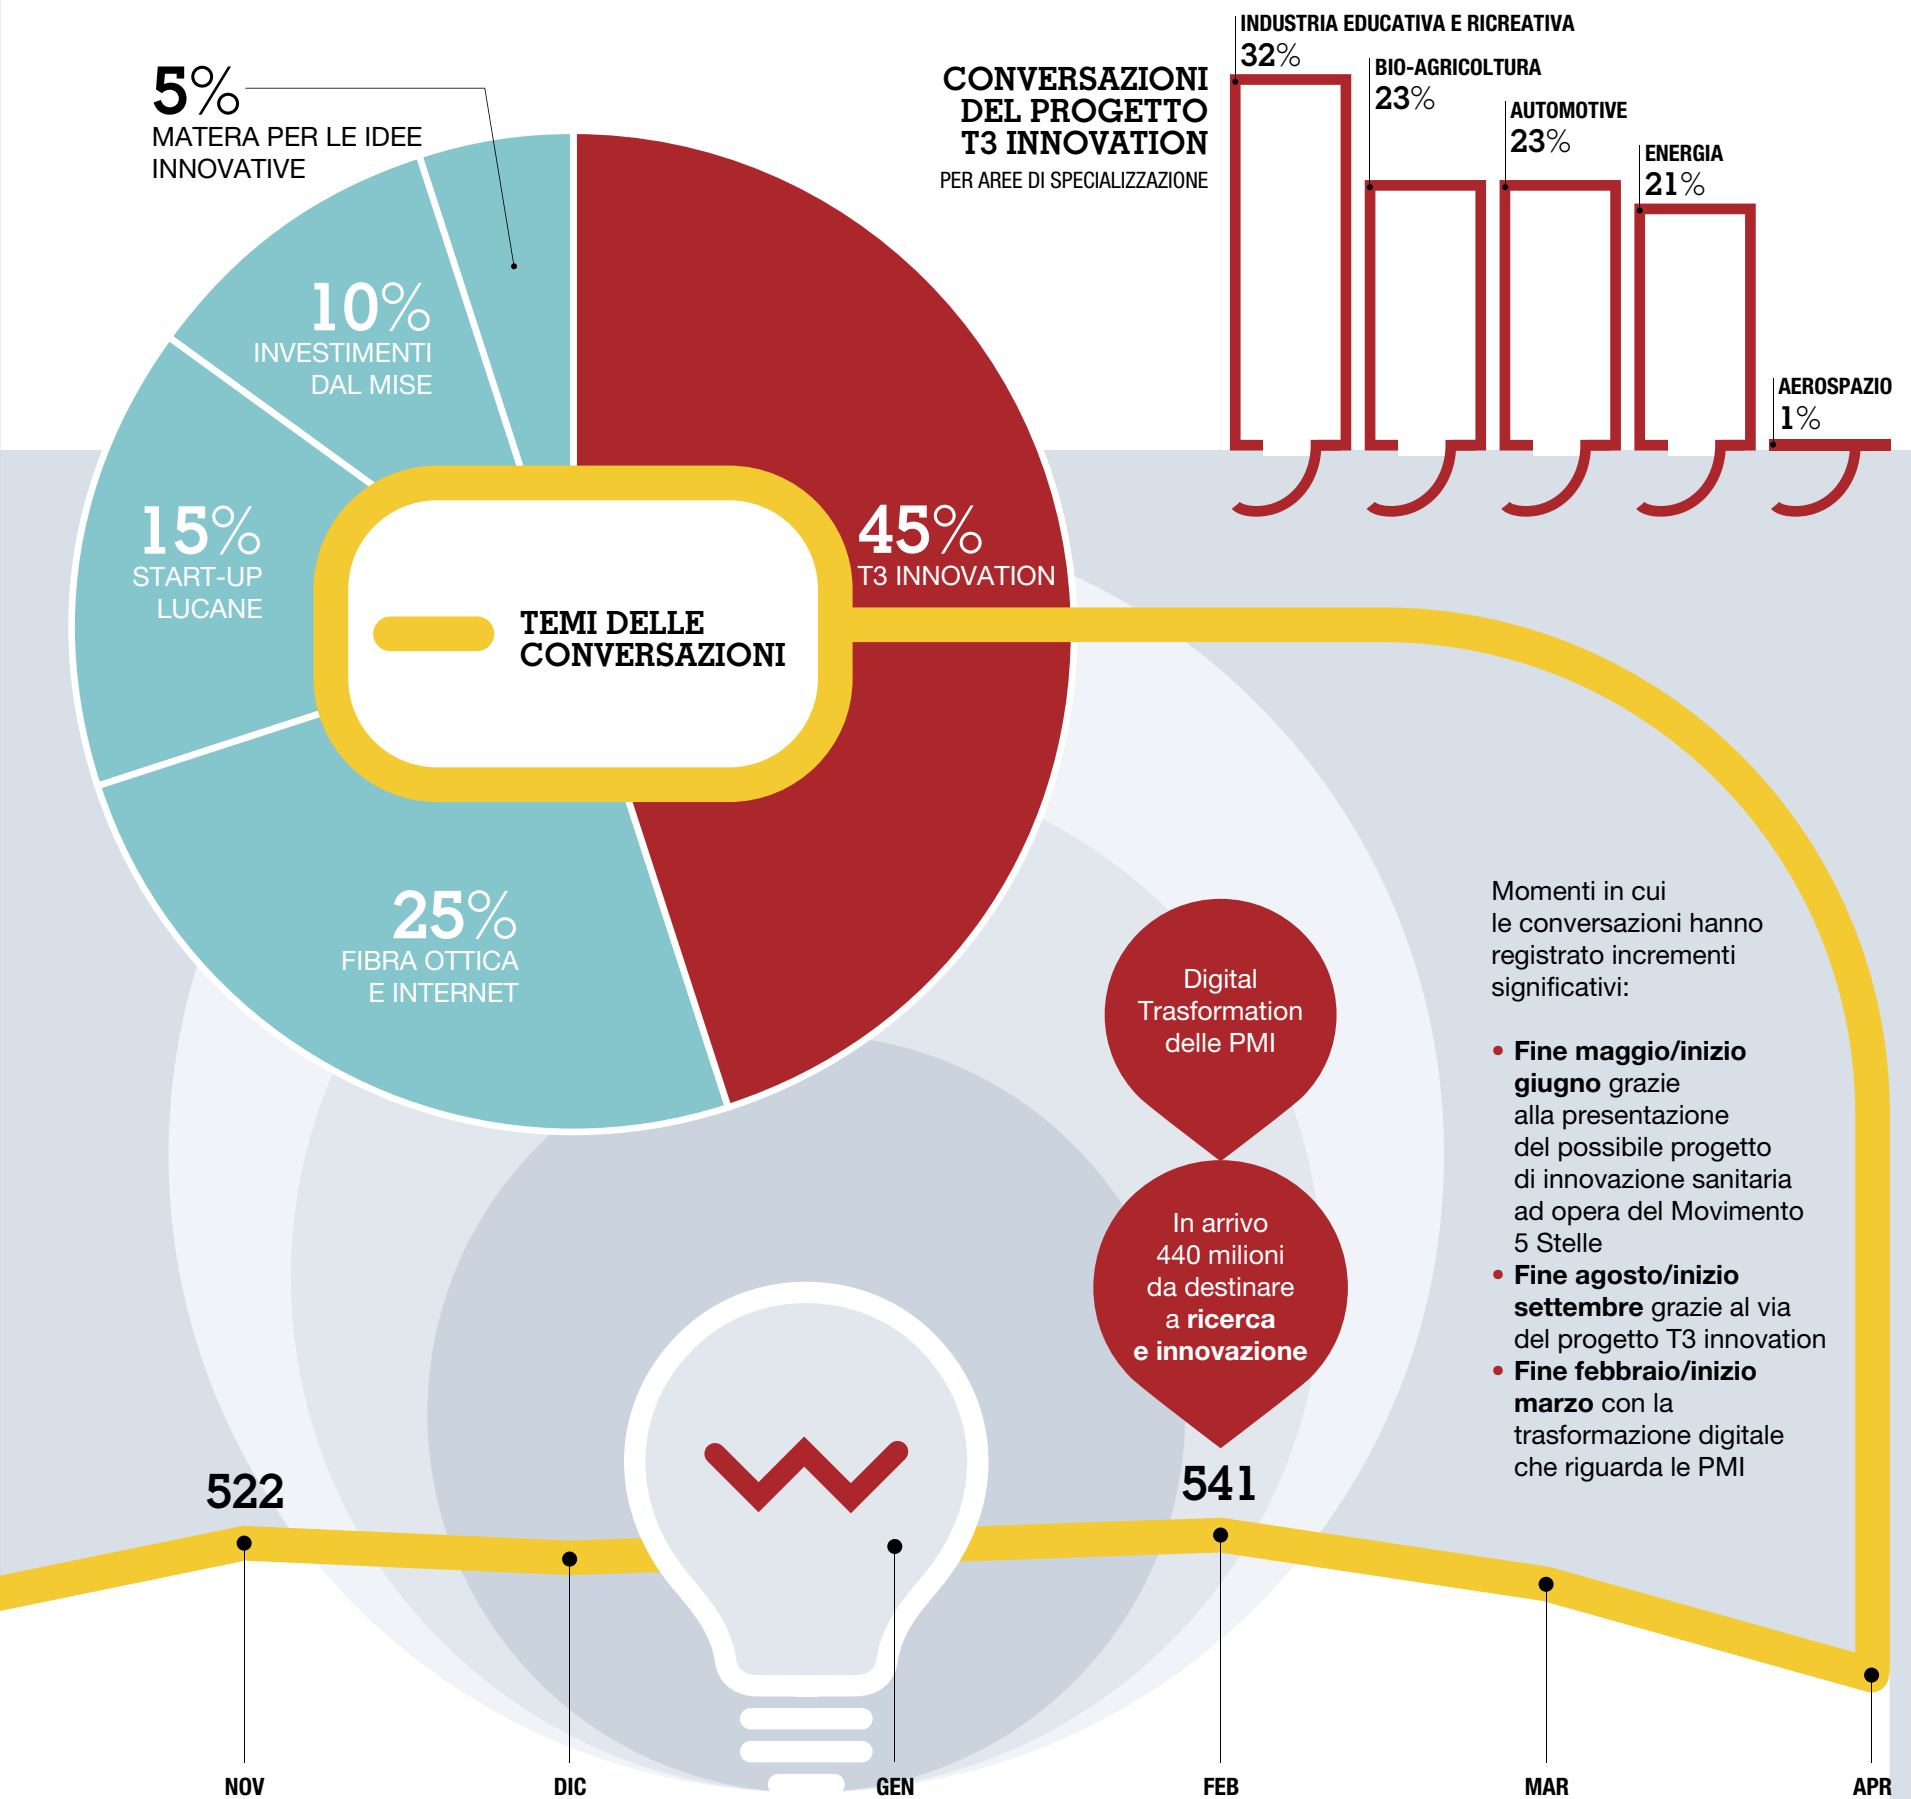 5%
MATERA PER LE IDEE
INNOVATIVE
10%
INVESTIMENTI
DAL MISE
15%
START-UP
LUCANE
25%
FIBRA OTTICA
E INTERNET
45%
T3 INNOVATION
TEMI DELLE
CONVERSAZIONI
CONVERSAZIONI
DEL PROGETTO
T3 INNOVATION
PER AREE DI SPECIALIZZAZIONE
INDUSTRIA EDUCATIVA E RICREATIVA
32%
BIO-AGRICOLTURA
23%
AUTOMOTIVE
23%
ENERGIA
21%
AEROSPAZIO
1%
Digital
Trasformation
delle PMI
In arrivo
440 milioni
da destinare
a ricerca
e innovazione
Momenti in cui
le conversazioni hanno
registrato incrementi
significativi:
• Fine maggio/inizio
giugno grazie
alla presentazione
del possibile progetto
di innovazione sanitaria
ad opera del Movimento
5 Stelle
• Fine agosto/inizio
settembre grazie al via
del progetto T3 innovation
• Fine febbraio/inizio
marzo con la
trasformazione digitale
che riguarda le PMI
522
541
NOV
DIC
GEN
FEB
MAR
APR